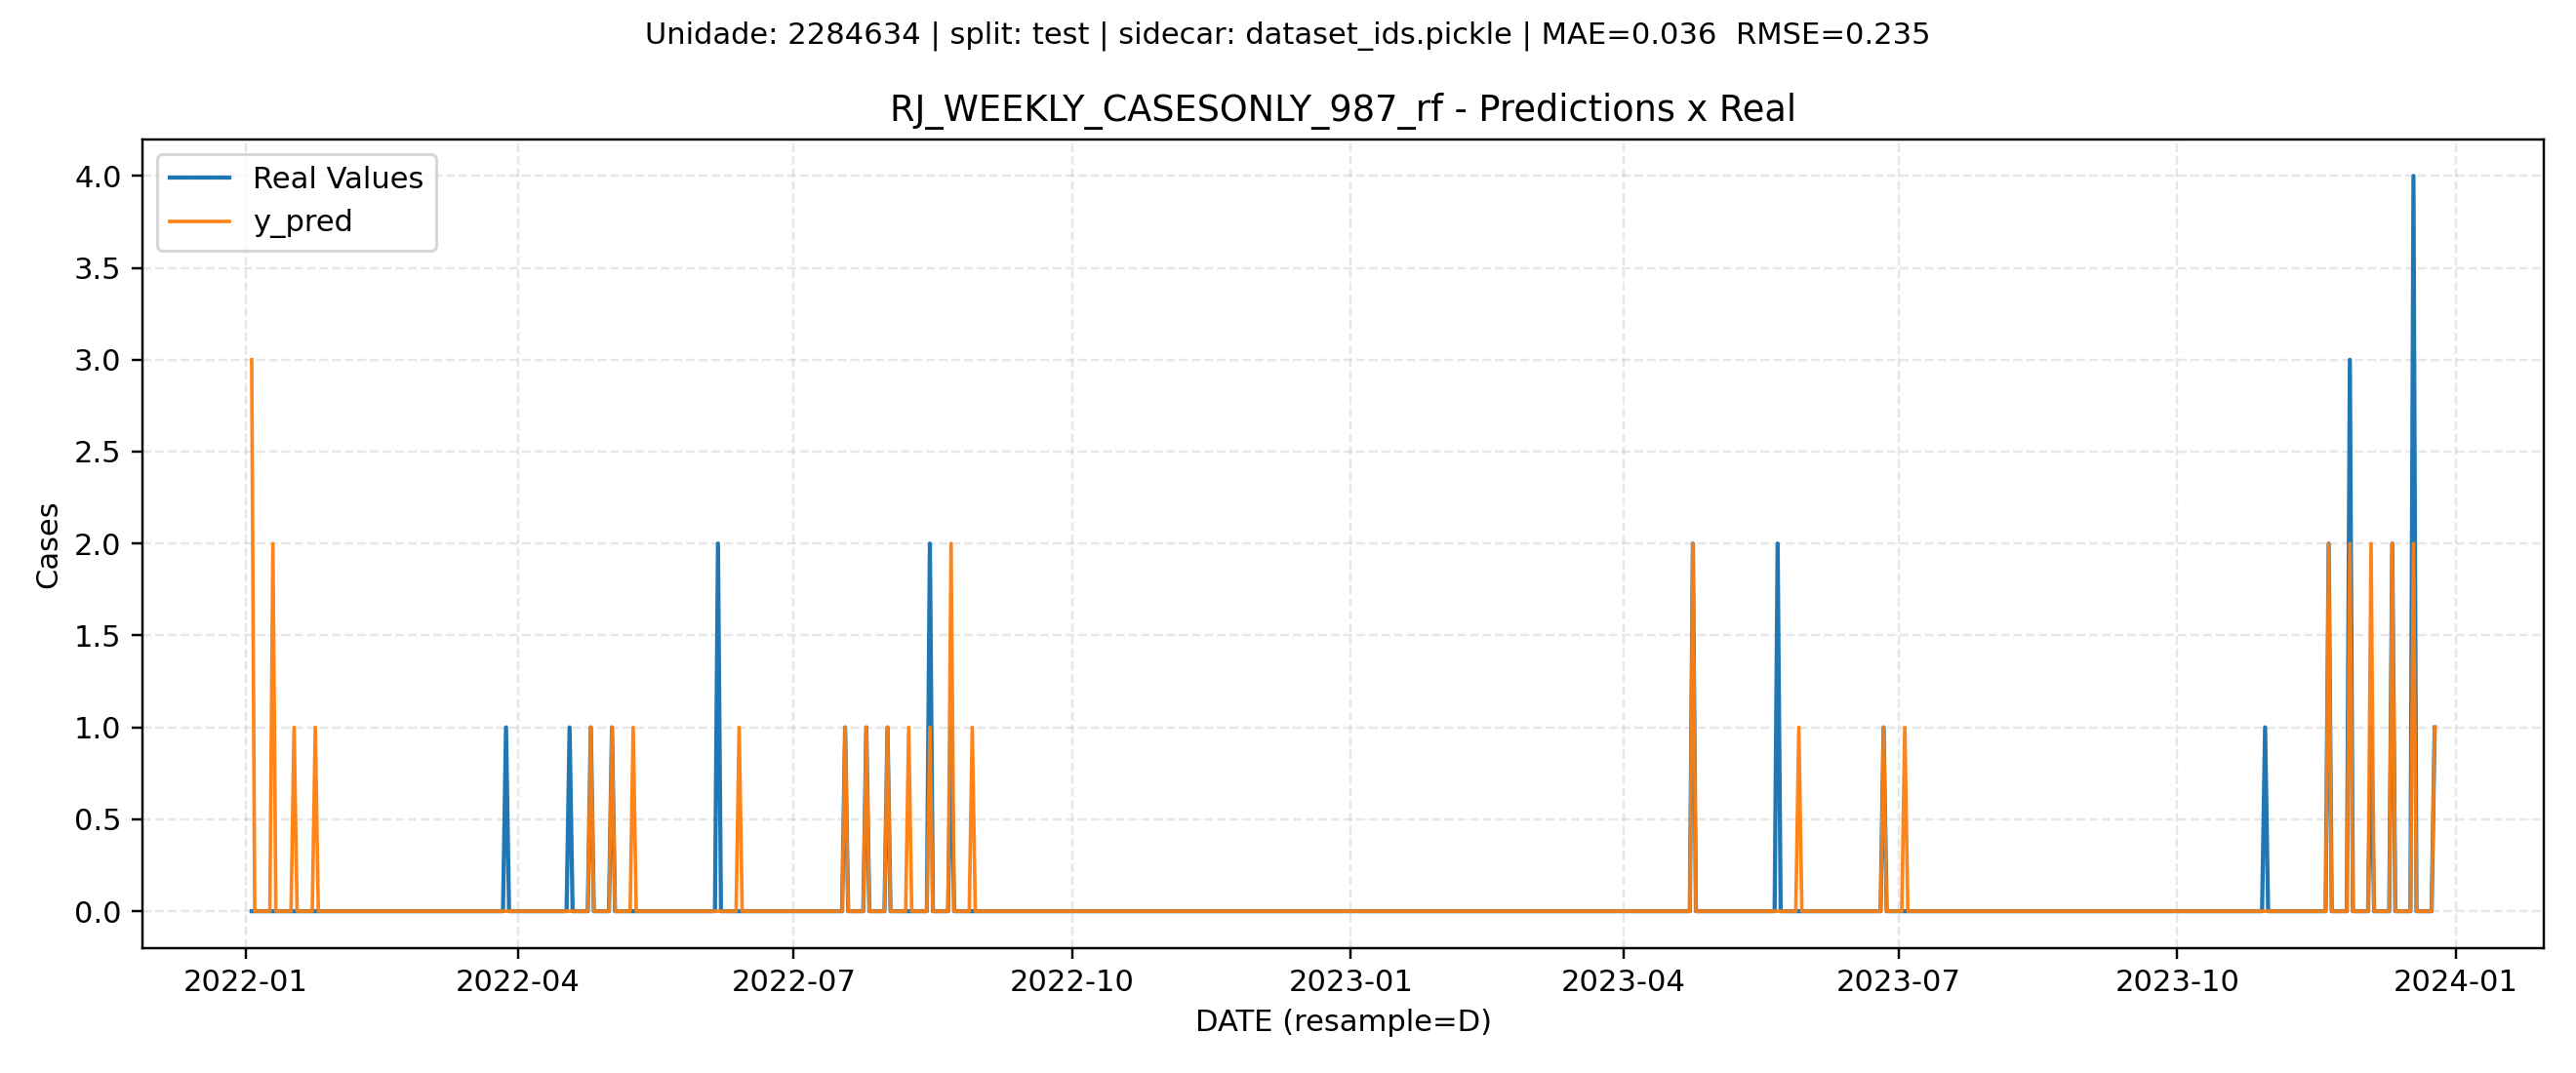 Unidade: 2284634 | split: test | sidecar: dataset_ids.pickle | MAE=0.036  RMSE=0.235
RJ_WEEKLY_CASESONLY_987_rf - Predictions x Real
Real Values
y_pred
4.0
3.5
3.0
2.5
2.0
1.5
1.0
0.5
0.0
Cases
2022-01 2022-04 2022-07 2022-10 2023-01 2023-04 2023-07 2023-10 2024-01
DATE (resample=D)